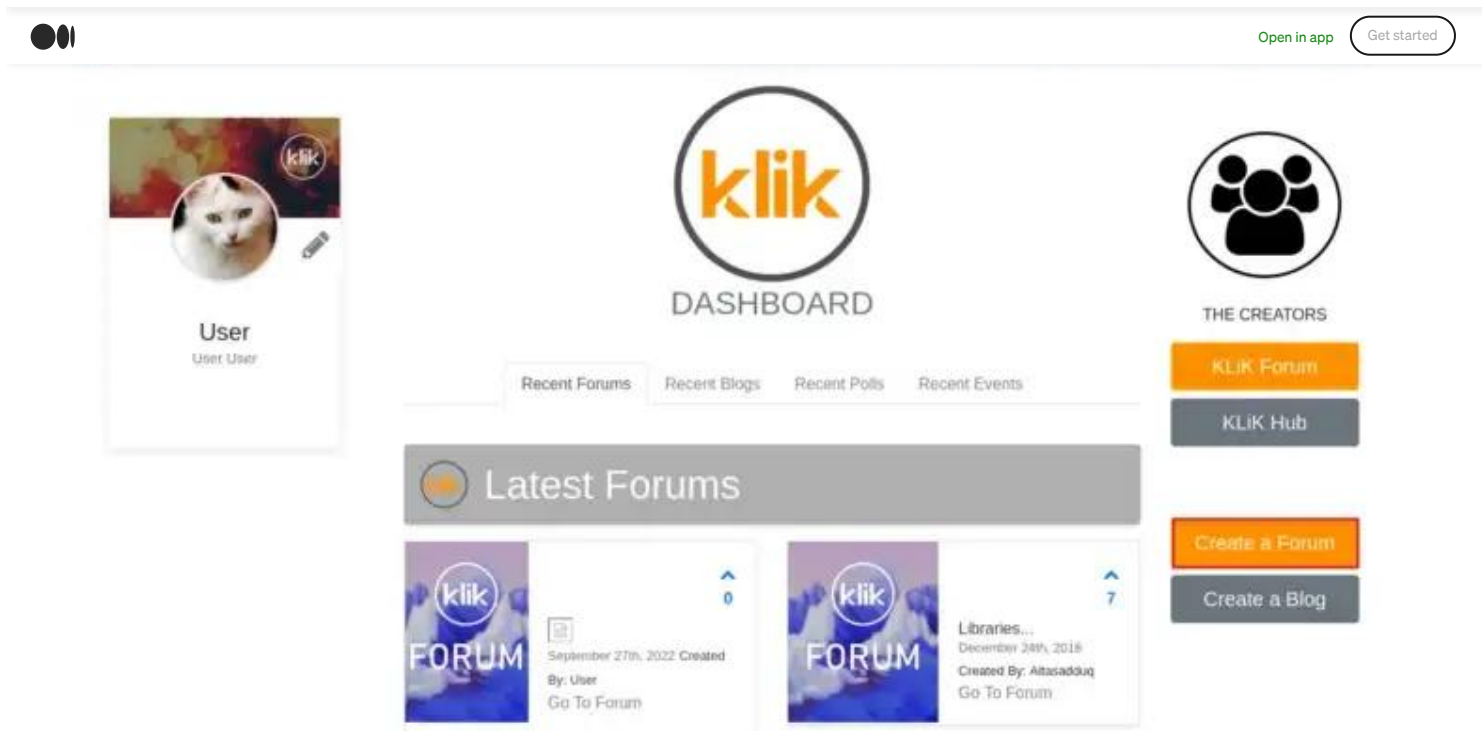 Open in app
Get started
klik
User
User User
klik
DASHBOARD
Recent Forums
Recent Blogs
Recent Polls
Recent Events
Latest Forums
klik
FORUM
0
September 27th, 2022 Created
By: User
Go To Forum
klik
FORUM
7
Libraries...
December 24th, 2018
Created By: Altasadduq
Go To Forum
THE CREATORS
KLiK Forum
KLiK Hub
Create a Forum
Create a Blog